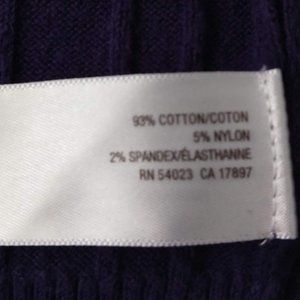 93% COTTON/COTON
5% NYLON
2% SPANDEX/ÉLASTHANNE
RN 54023 CA 17897